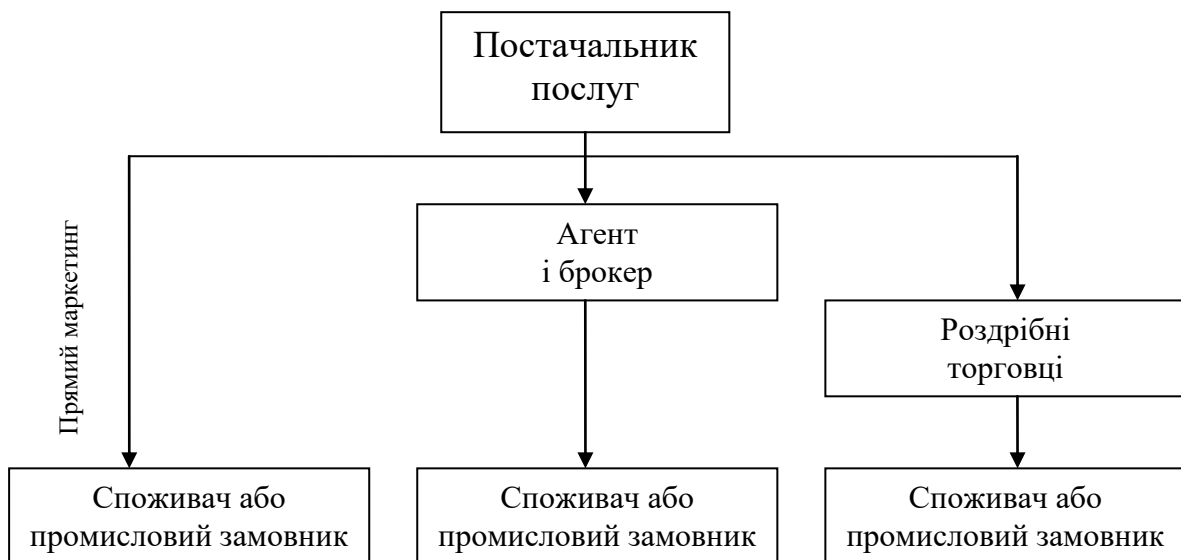 Постачальник
послуг
Прямий маркетинг
Агент
і брокер
Роздрібні
торговці
Споживач або
промисловий замовник
Споживач або
промисловий замовник
Споживач або
промисловий замовник